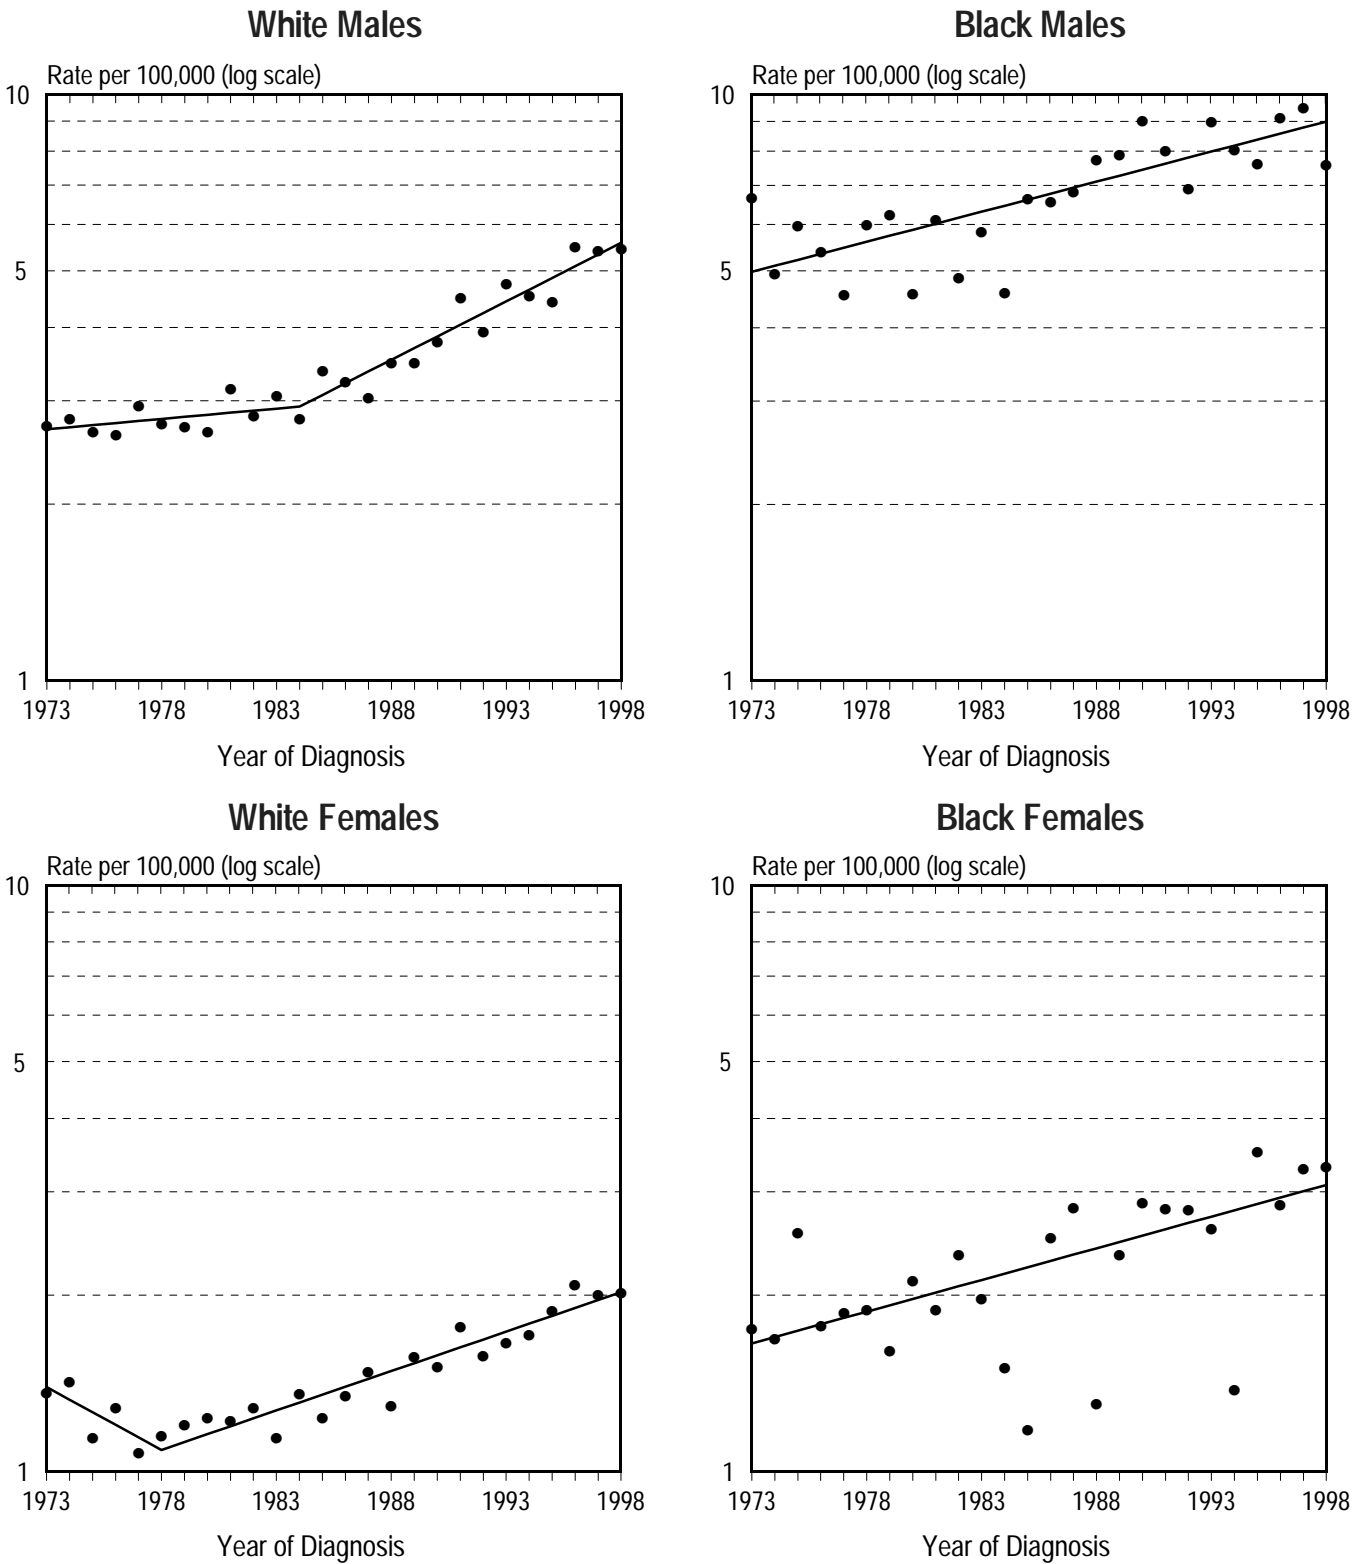 White Males
Rate per 100,000 (log scale)
10
5
1
1973 1978 1983 1988 1993 1998
Year of Diagnosis
Black Males
Rate per 100,000 (log scale)
10
5
1
1973 1978 1983 1988 1993 1998
Year of Diagnosis
White Females
Rate per 100,000 (log scale)
10
5
1
1973 1978 1983 1988 1993 1998
Year of Diagnosis
Black Females
Rate per 100,000 (log scale)
10
5
1
1973 1978 1983 1988 1993 1998
Year of Diagnosis